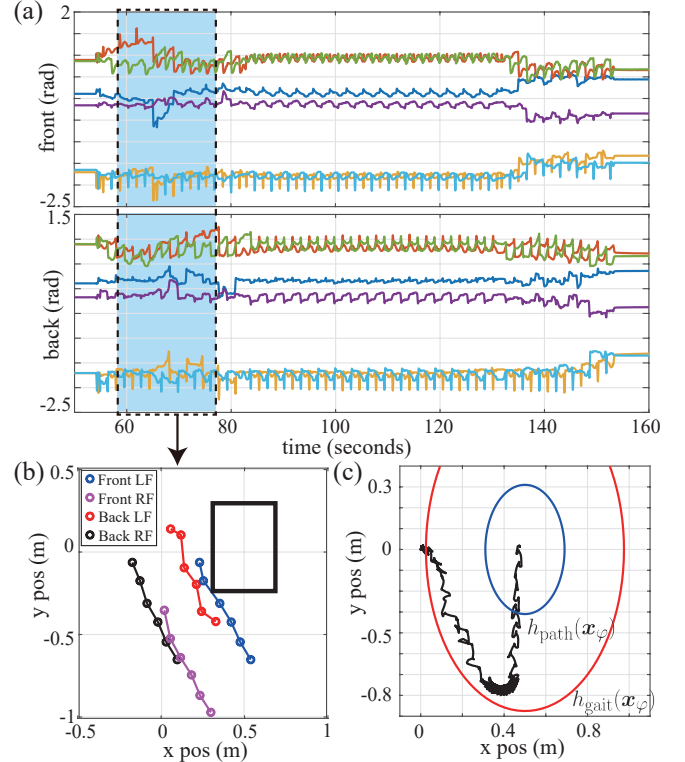 (a)
2
front (rad)
-2.5
1.5
back (rad)
-2.5
60 80 100 120 140 160
time (seconds)
(b)
0.5
0
-0.5
-1
y pos (m)
Front LF
Front RF
Back LF
Back RF
-0.5 0 0.5 1
x pos (m)
(c)
0.3
0
-0.5
-0.8
y pos (m)
h_path(x_φ)
h_gait(x_φ)
0 0.4 0.8
x pos (m)